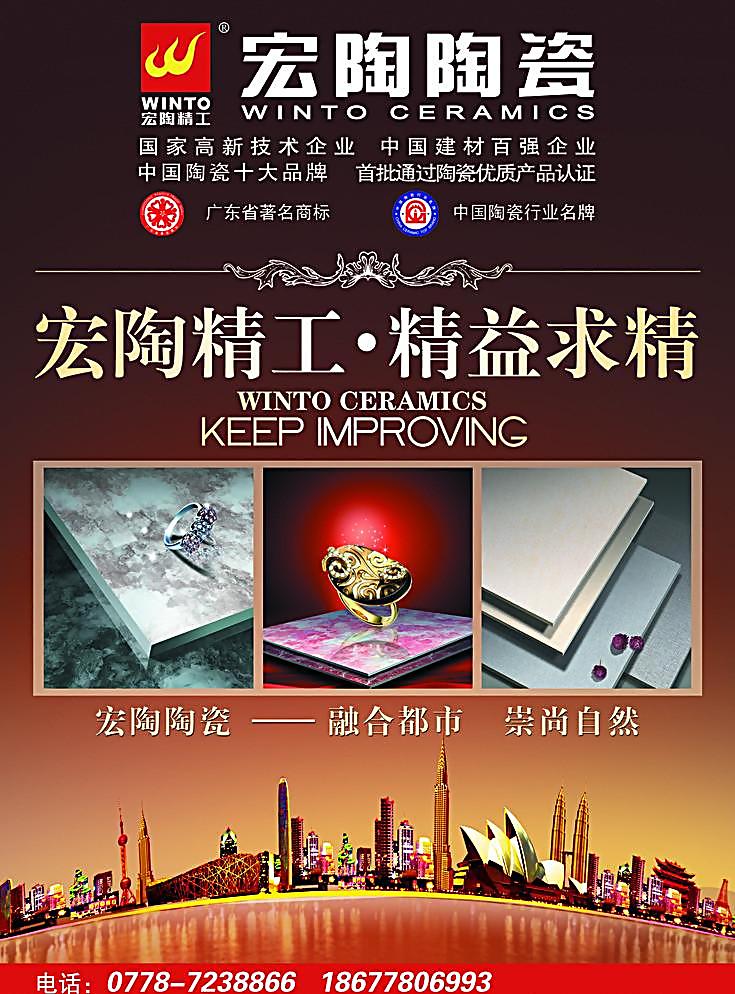 ®
宏陶陶瓷
WINTO CERAMICS
WINTO
宏陶精工
国家高新技术企业 中国建材百强企业
中国陶瓷十大品牌 首批通过陶瓷优质产品认证
广东省著名商标 中国陶瓷行业名牌
宏陶精工·精益求精
WINTO CERAMICS
KEEP IMPROVING
宏陶陶瓷 —— 融合都市 崇尚自然
电话：0778-7238866 18677806993